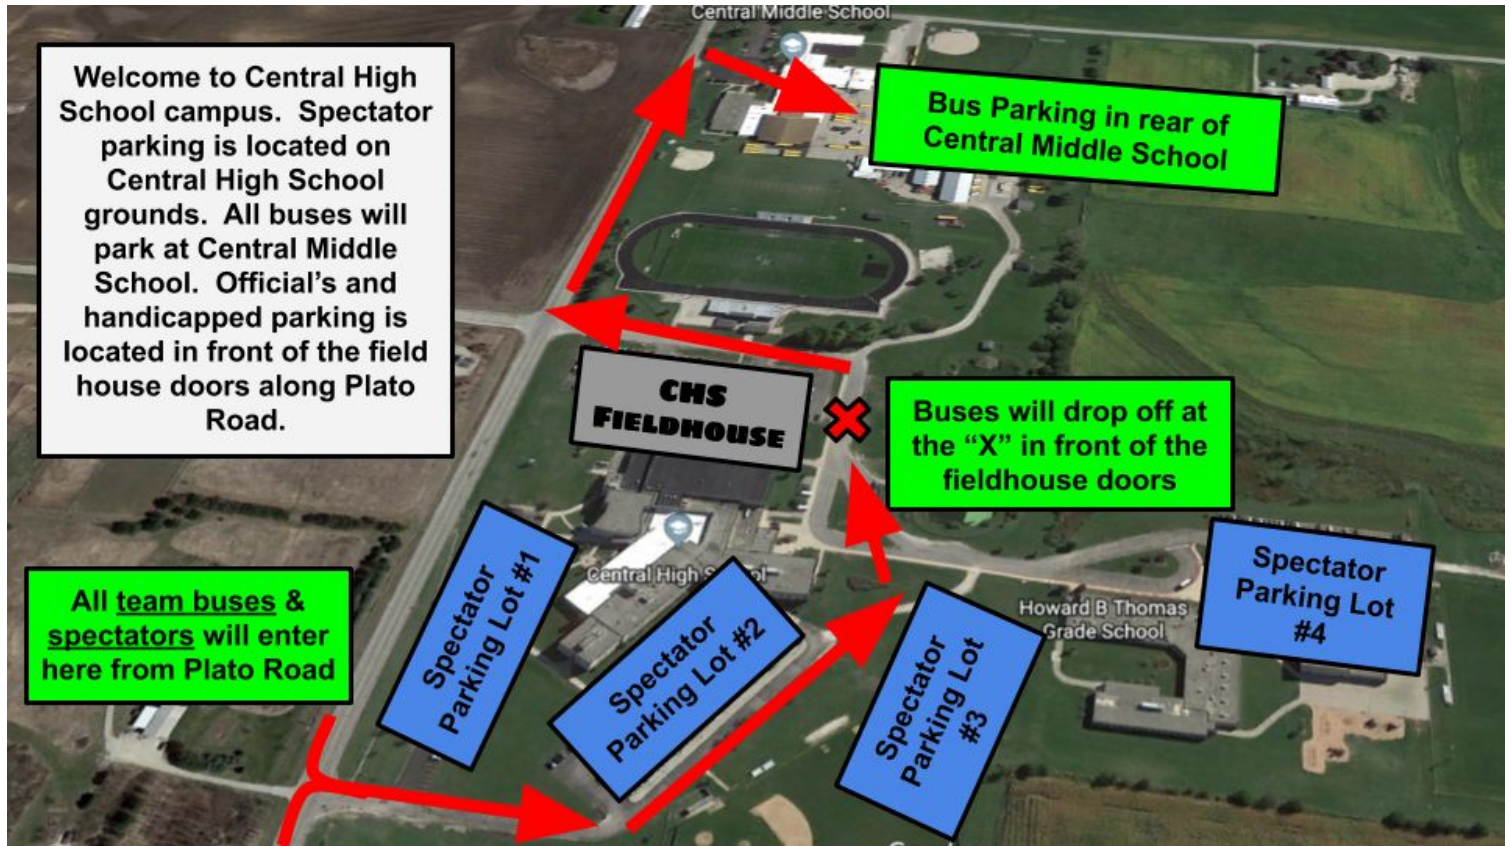 Central Middle School
Welcome to Central High
School campus.  Spectator
parking is located on
Central High School
grounds.  All buses will
park at Central Middle
School.  Official's and
handicapped parking is
located in front of the field
house doors along Plato
Road.
Bus Parking in rear of
Central Middle School
CHS
FIELDHOUSE
Buses will drop off at
the “X” in front of the
fieldhouse doors
Spectator
Parking Lot #1
Central High School
Spectator
Parking Lot #2
Spectator
Parking Lot
#3
Howard B Thomas
Grade School
Spectator
Parking Lot
#4
All team buses &
spectators will enter
here from Plato Road